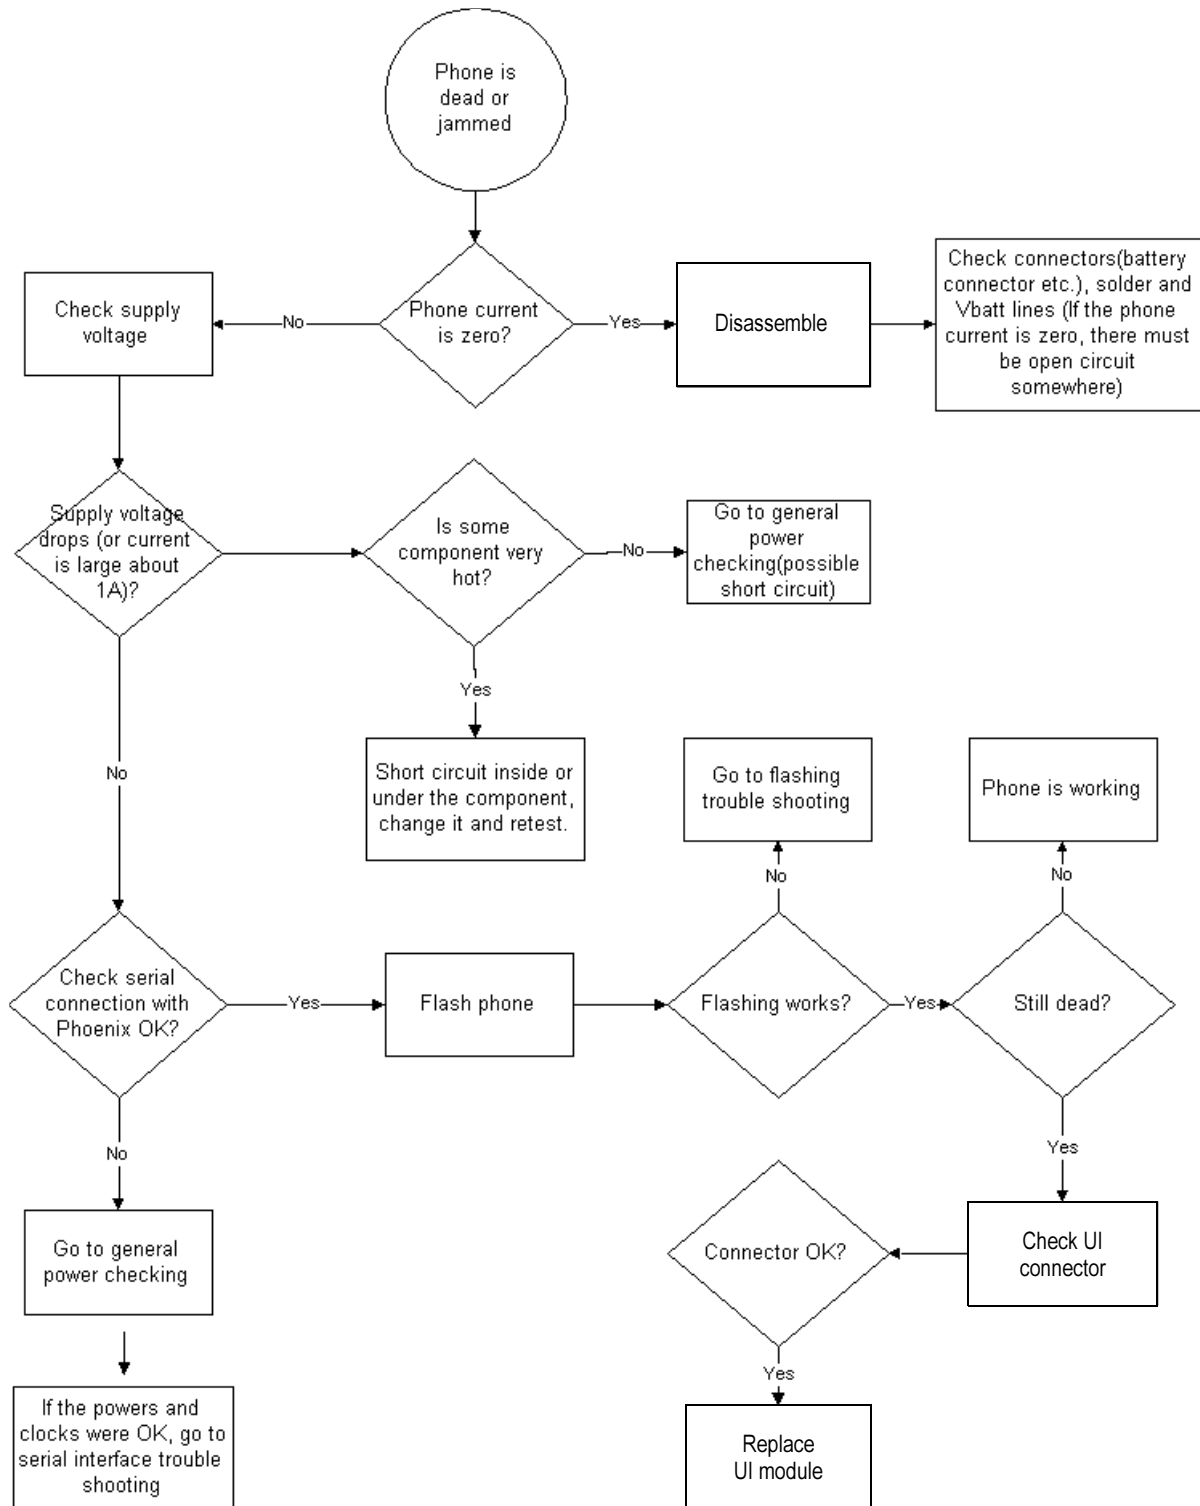 Phone is
dead or
jammed
Check supply
voltage
No
Phone current
is zero?
Yes
Disassemble
Check connectors(battery
connector etc.), solder and
Vbatt lines (If the phone
current is zero, there must
be open circuit
somewhere)
Supply voltage
drops (or current
is large about
1A)?
Is some
component very
hot?
No
Go to general
power
checking(possible
short circuit)
Yes
No
Short circuit inside or
under the component,
change it and retest.
Go to flashing
trouble shooting
Phone is working
No
No
Check serial
connection with
Phoenix OK?
Yes
Flash phone
Flashing works?
Yes
Still dead?
No
Yes
Go to general
power checking
Connector OK?
Check UI
connector
Yes
If the powers and
clocks were OK, go to
serial interface trouble
shooting
Replace
UI module